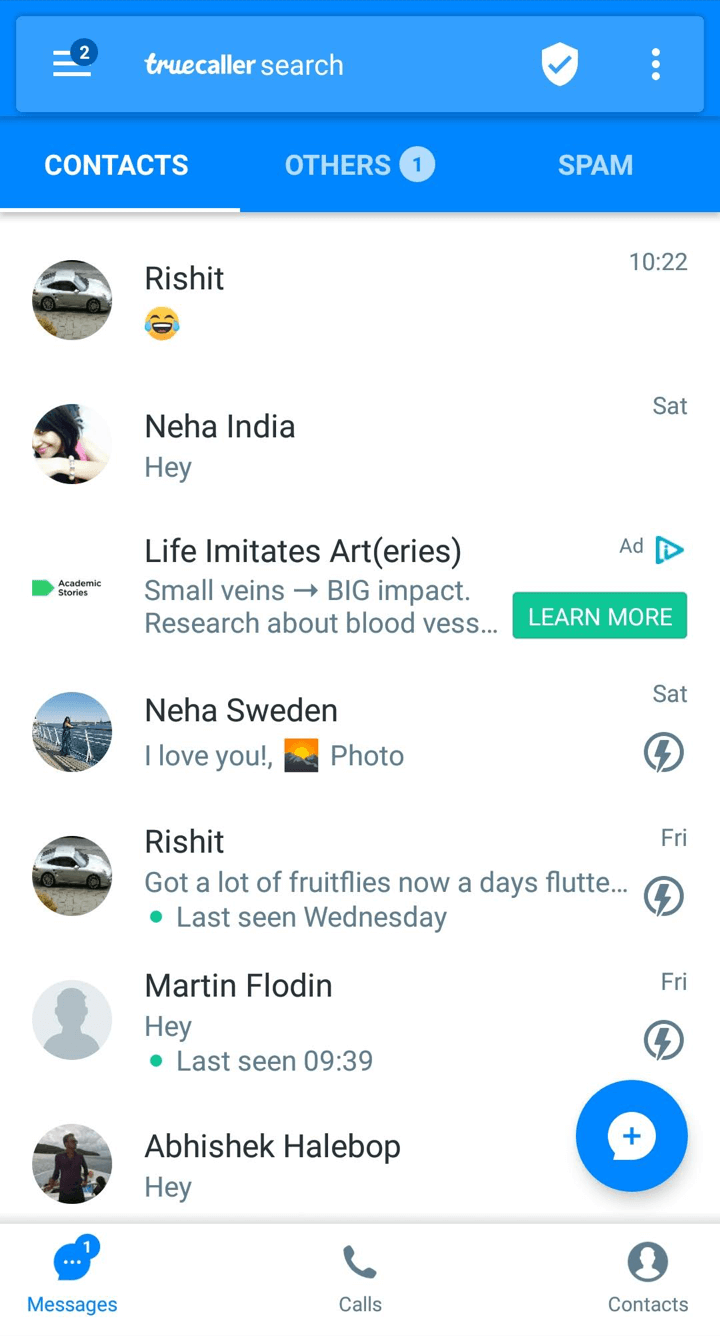 2
truecaller search
CONTACTS
OTHERS 1
SPAM
Rishit
10:22
😂
Neha India
Sat
Hey
Academic
Stories
Life Imitates Art(eries)
Ad
Small veins → BIG impact.
Research about blood vess...
LEARN MORE
Neha Sweden
Sat
I love you!, 🌄 Photo
Rishit
Fri
Got a lot of fruitflies now a days flutte...
Last seen Wednesday
Martin Flodin
Fri
Hey
Last seen 09:39
Abhishek Halebop
Hey
1
Messages
Calls
Contacts